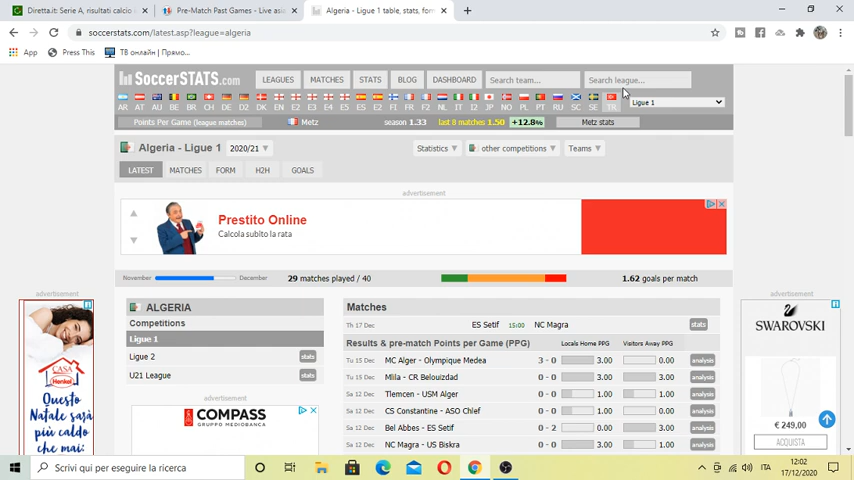 Diretta.it: Serie A, risultati calcio
Pre-Match Past Games - Live asi
Algeria - Ligue 1 table, stats, for
soccerstats.com/latest.asp?league=algeria
App
Press This
ТВ онлайн | Прямо...
SoccerSTATS.com
LEAGUES
MATCHES
STATS
BLOG
DASHBOARD
Search team...
Search league...
AR AT AU BE BR CH DE D2 DK EN E2 E3 E4 E5 ES E2 FI FR F2 GR NL IT I2 JP NO PL PT RU SC SE TR
Ligue 1
Points Per Game (league matches)
Metz
season 1.33
last 8 matches 1.50
+12.8%
Metz stats
Algeria - Ligue 1
2020/21
Statistics
other competitions
Teams
LATEST
MATCHES
FORM
H2H
GOALS
advertisement
Prestito Online
Calcola subito la rata
November
December
29 matches played / 40
1.62 goals per match
advertisement
ALGERIA
Competitions
Ligue 1
Ligue 2 stats
U21 League stats
advertisement
COMPASS
GRUPPO MEDIOBANCA
Matches
Th 17 Dec ES Setif 15:00 NC Magra stats
Results & pre-match Points per Game (PPG) Locals Home PPG Visitors Away PPG
Tu 15 Dec MC Alger - Olympique Medea 3 - 0 3.00 0.00 analysis
Tu 15 Dec Mlila - CR Belouizdad 0 - 0 3.00 3.00 analysis
Sa 12 Dec Tlemcen - USM Alger 0 - 0 1.00 0.00 analysis
Sa 12 Dec CS Constantine - ASO Chlef 0 - 0 1.00 0.00 analysis
Sa 12 Dec Bel Abbes - ES Setif 0 - 2 0.00 3.00 analysis
Sa 12 Dec NC Magra - US Biskra 0 - 0 3.00 1.00 analysis
CASA
Henkel
Questo
Natale sarà
più caldo
che mai:
advertisement
SWAROVSKI
€ 249,00
ACQUISTA
Scrivi qui per eseguire la ricerca
ITA
12:02
17/12/2020